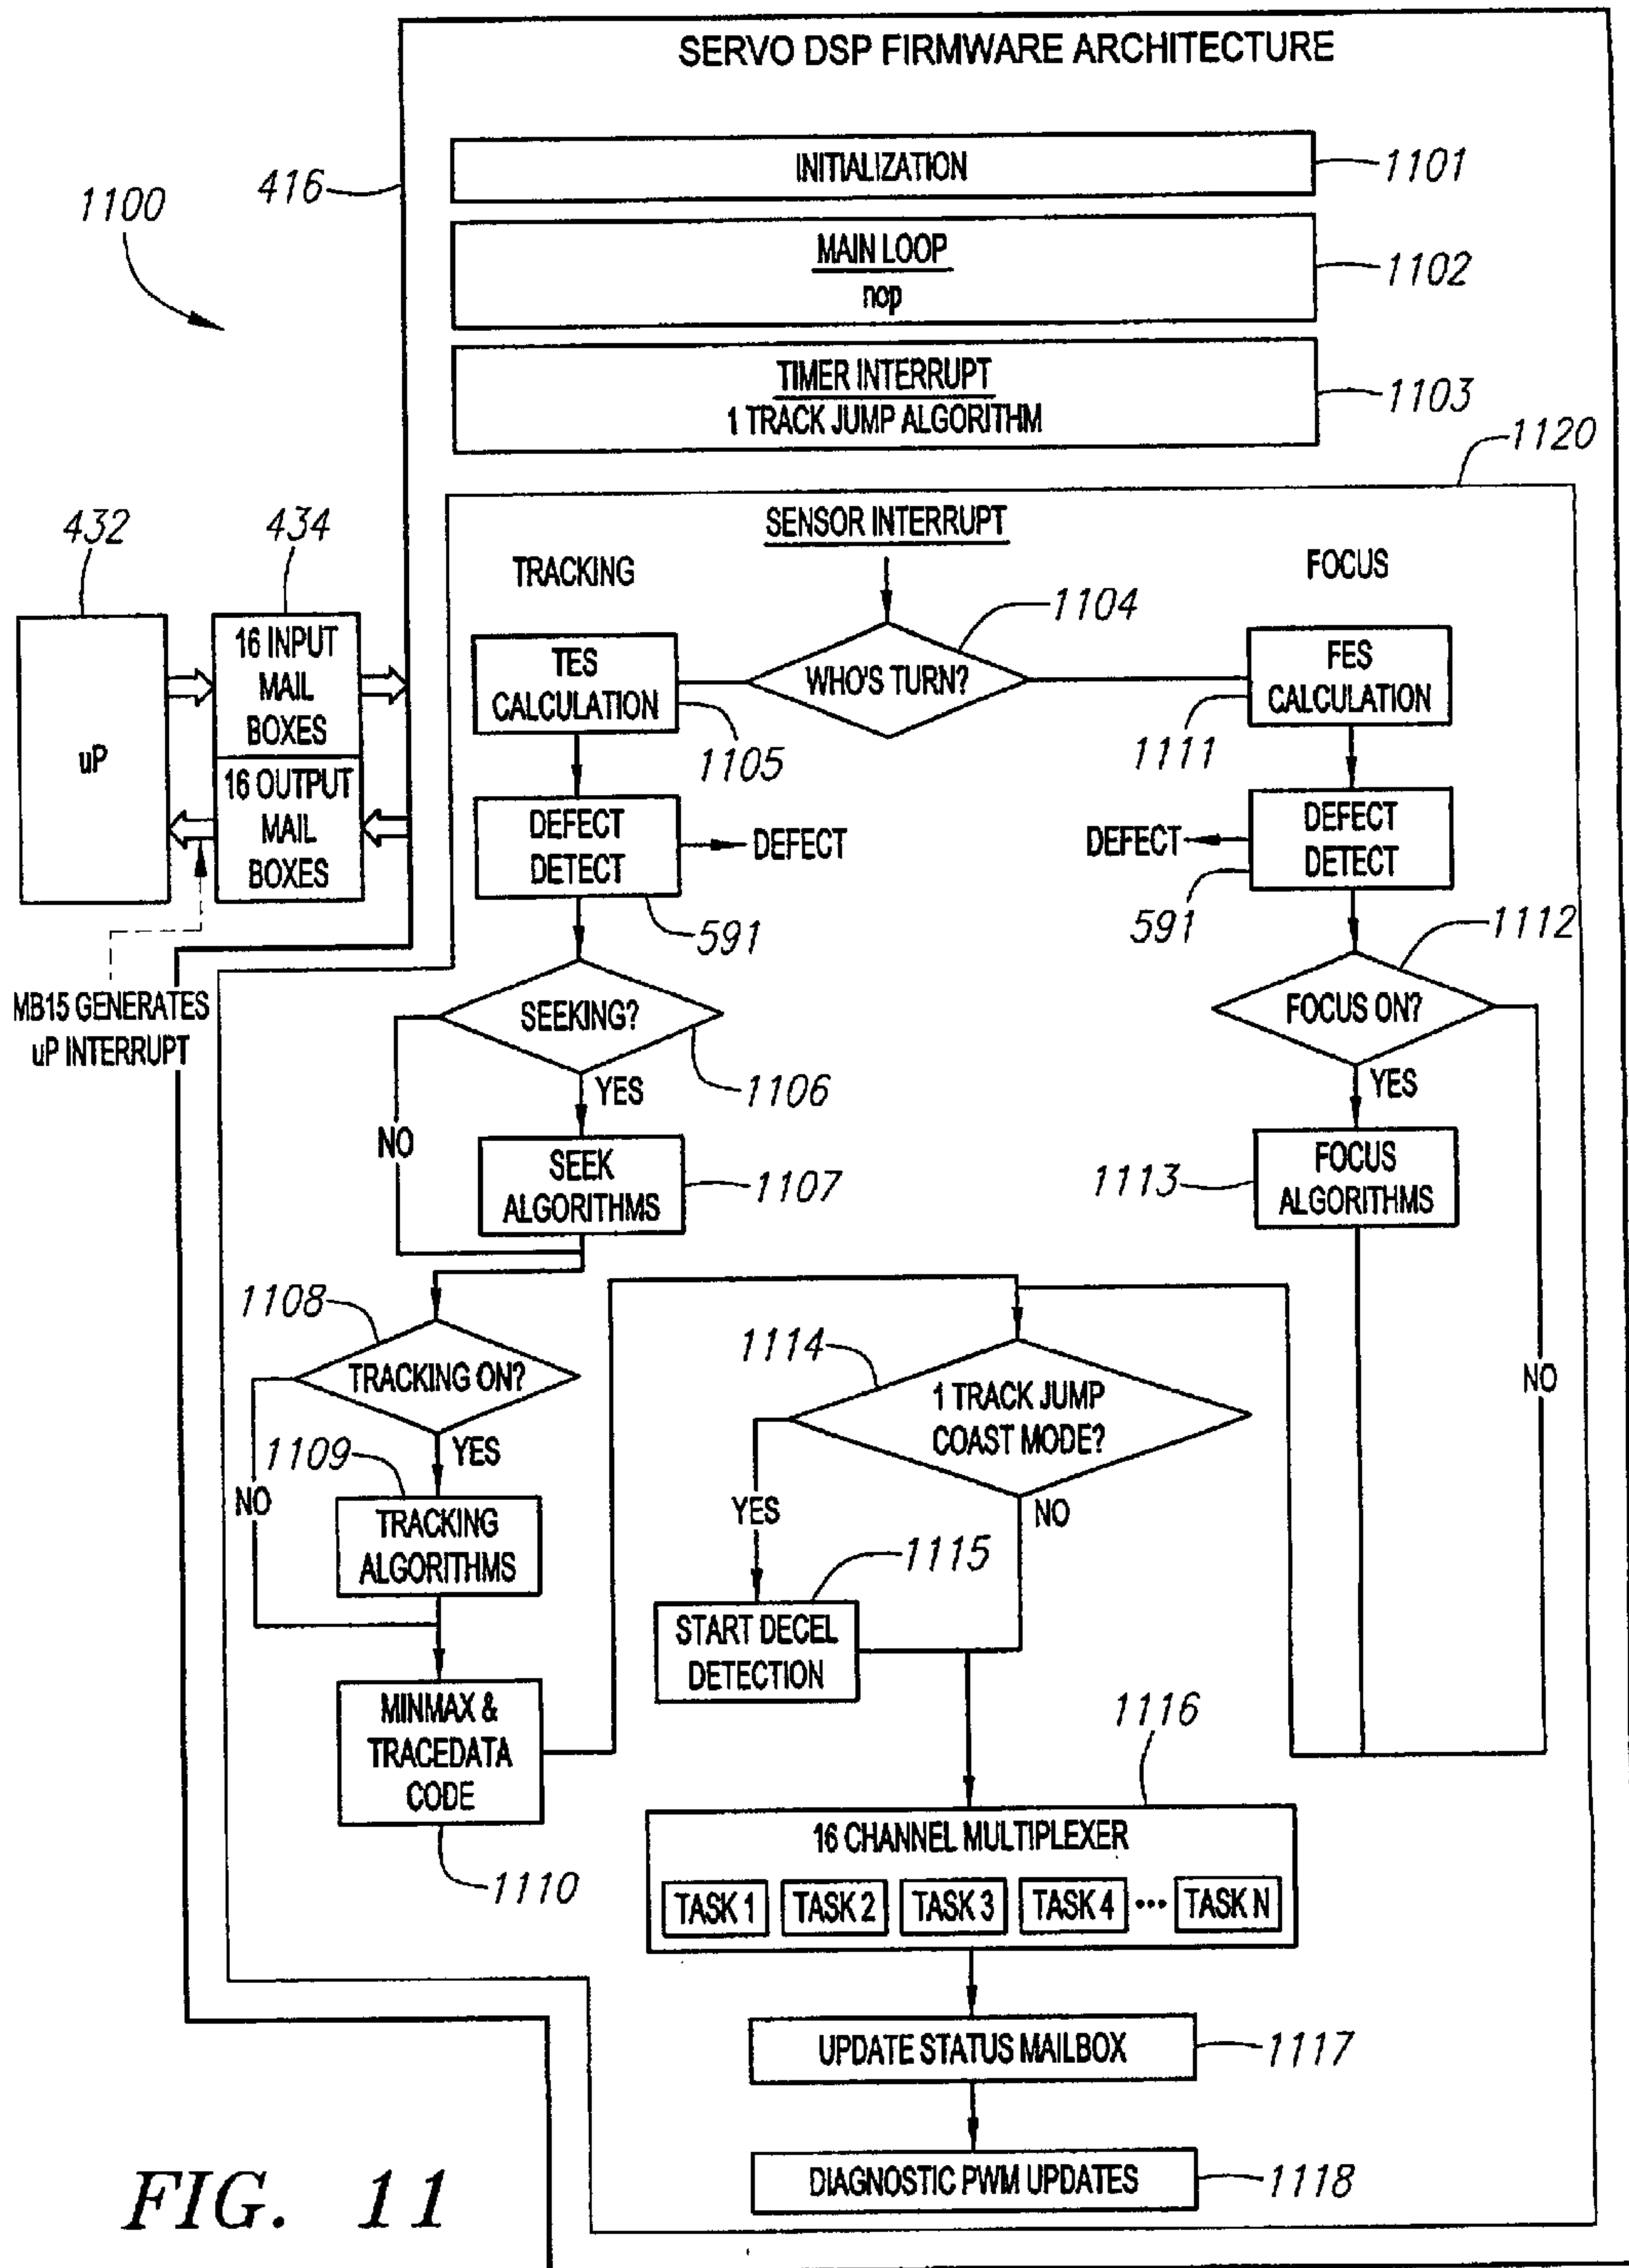 SERVO DSP FIRMWARE ARCHITECTURE
1100
416
INITIALIZATION
1101
MAIN LOOP
nop
1102
TIMER INTERRUPT
1 TRACK JUMP ALGORITHM
1103
1120
432
434
uP
16 INPUT
MAIL
BOXES
16 OUTPUT
MAIL
BOXES
MB15 GENERATES
uP INTERRUPT
SENSOR INTERRUPT
TRACKING
FOCUS
1104
WHO'S TURN?
TES
CALCULATION
1105
FES
CALCULATION
1111
DEFECT
DETECT
DEFECT
591
DEFECT
DEFECT
DETECT
591
1112
SEEKING?
1106
YES
NO
FOCUS ON?
YES
NO
SEEK
ALGORITHMS
1107
1113
FOCUS
ALGORITHMS
1108
TRACKING ON?
YES
NO
1109
TRACKING
ALGORITHMS
MINMAX &
TRACEDATA
CODE
1110
1114
1 TRACK JUMP
COAST MODE?
YES
NO
1115
START DECEL
DETECTION
1116
16 CHANNEL MULTIPLEXER
TASK 1 TASK 2 TASK 3 TASK 4 ••• TASK N
UPDATE STATUS MAILBOX
1117
DIAGNOSTIC PWM UPDATES
1118
FIG. 11